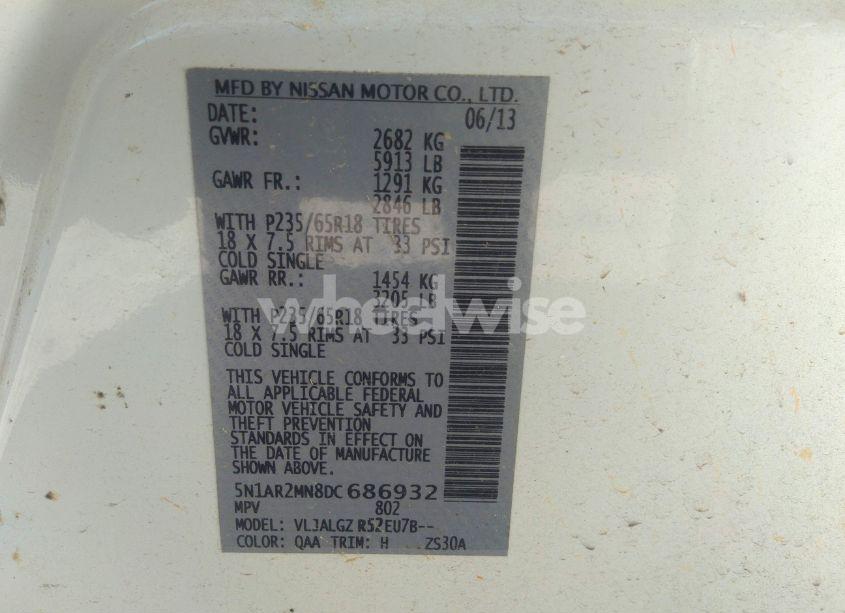 MFD BY NISSAN MOTOR CO., LTD.
DATE: 06/13
GVWR: 2682 KG
5913 LB
GAWR FR.: 1291 KG
2846 LB
WITH P235/65R18 TIRES
18 X 7.5 RIMS AT 33 PSI
COLD SINGLE
GAWR RR.: 1454 KG
3205 LB
wheelwise
WITH P235/65R18 TIRES
18 X 7.5 RIMS AT 33 PSI
COLD SINGLE
THIS VEHICLE CONFORMS TO
ALL APPLICABLE FEDERAL
MOTOR VEHICLE SAFETY AND
THEFT PREVENTION
STANDARDS IN EFFECT ON
THE DATE OF MANUFACTURE
SHOWN ABOVE.
5N1AR2MN8DC686932
MPV 802
MODEL: VL3ALGZ R52EU7B--
COLOR: QAA TRIM: H ZS30A